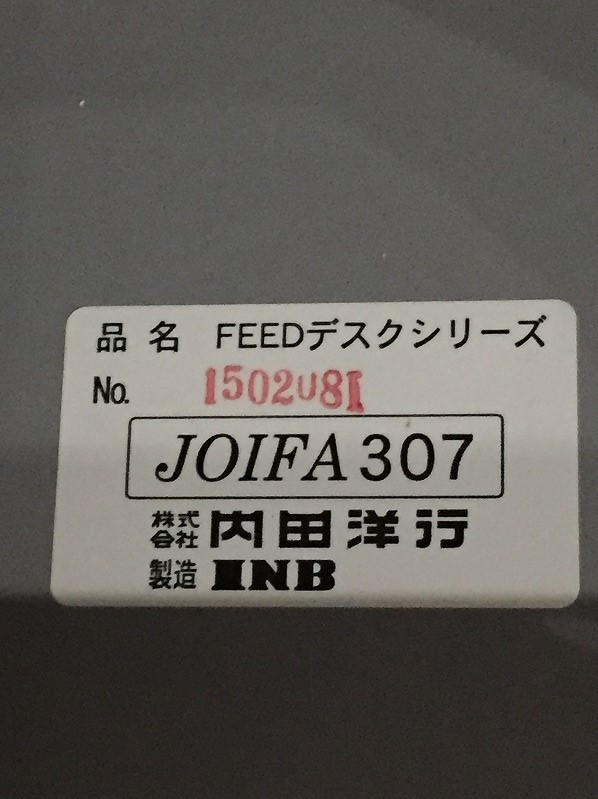 品名 FEEDデスクシリーズ
No. 1502081
JOIFA 307
株式会社 内田洋行
製造 INB